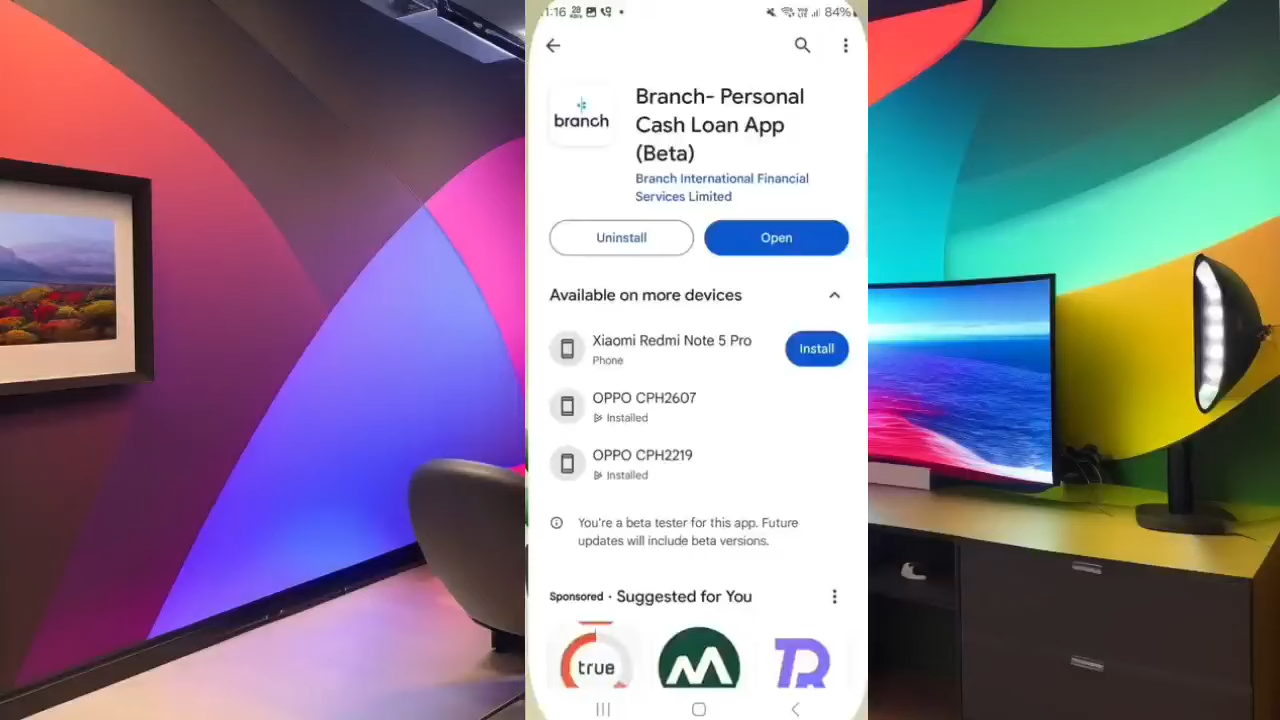 1:16
84%
branch
Branch- Personal
Cash Loan App
(Beta)
Branch International Financial
Services Limited
Uninstall
Open
Available on more devices
Xiaomi Redmi Note 5 Pro
Phone
Install
OPPO CPH2607
Installed
OPPO CPH2219
Installed
You're a beta tester for this app. Future
updates will include beta versions.
Sponsored · Suggested for You
true